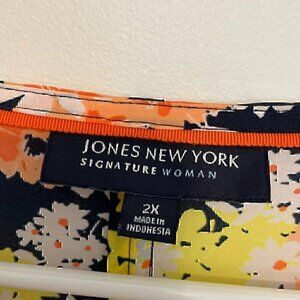 JONES NEW YORK
SIGNATURE WOMAN
2X
MADE IN
INDONESIA